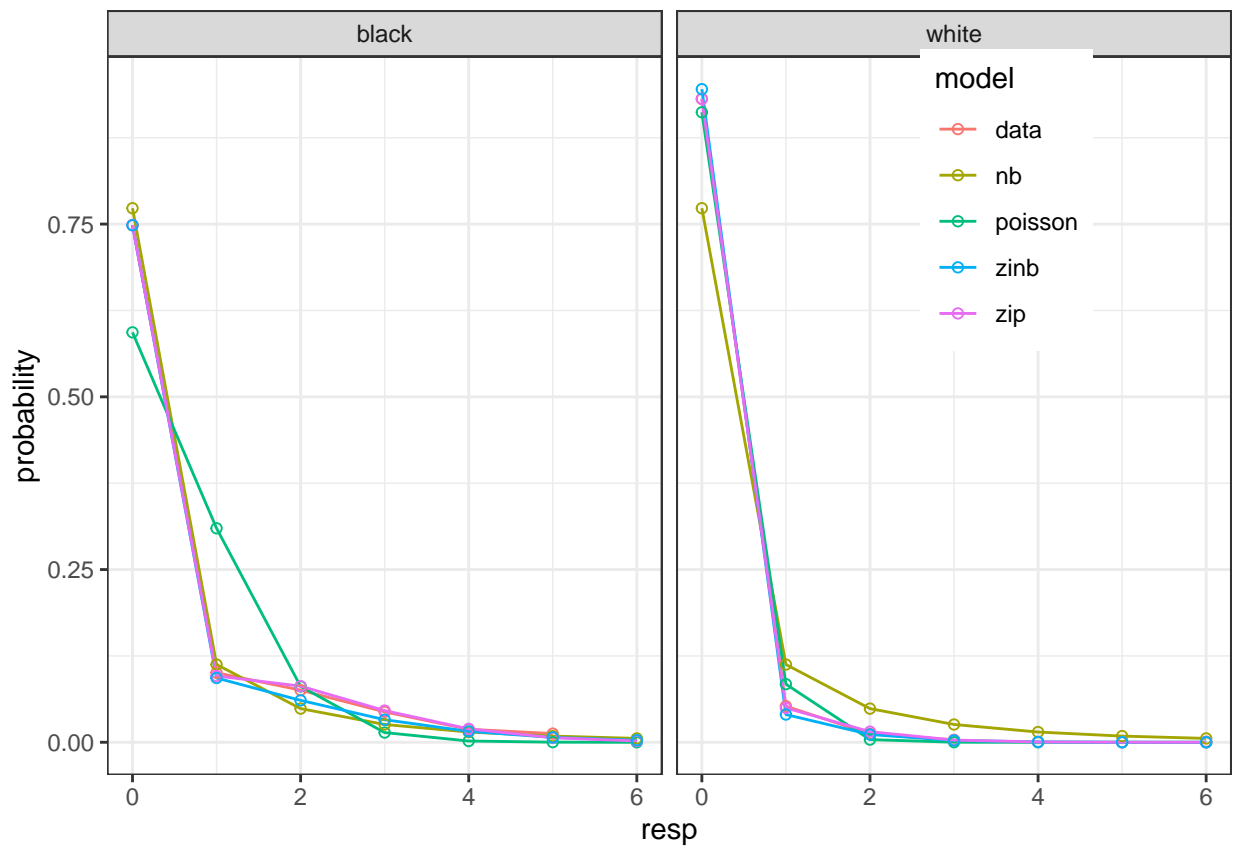 black
white
model
data
nb
poisson
zinb
zip
probability
0.75
0.50
0.25
0.00
0 2 4 6
0 2 4 6
resp